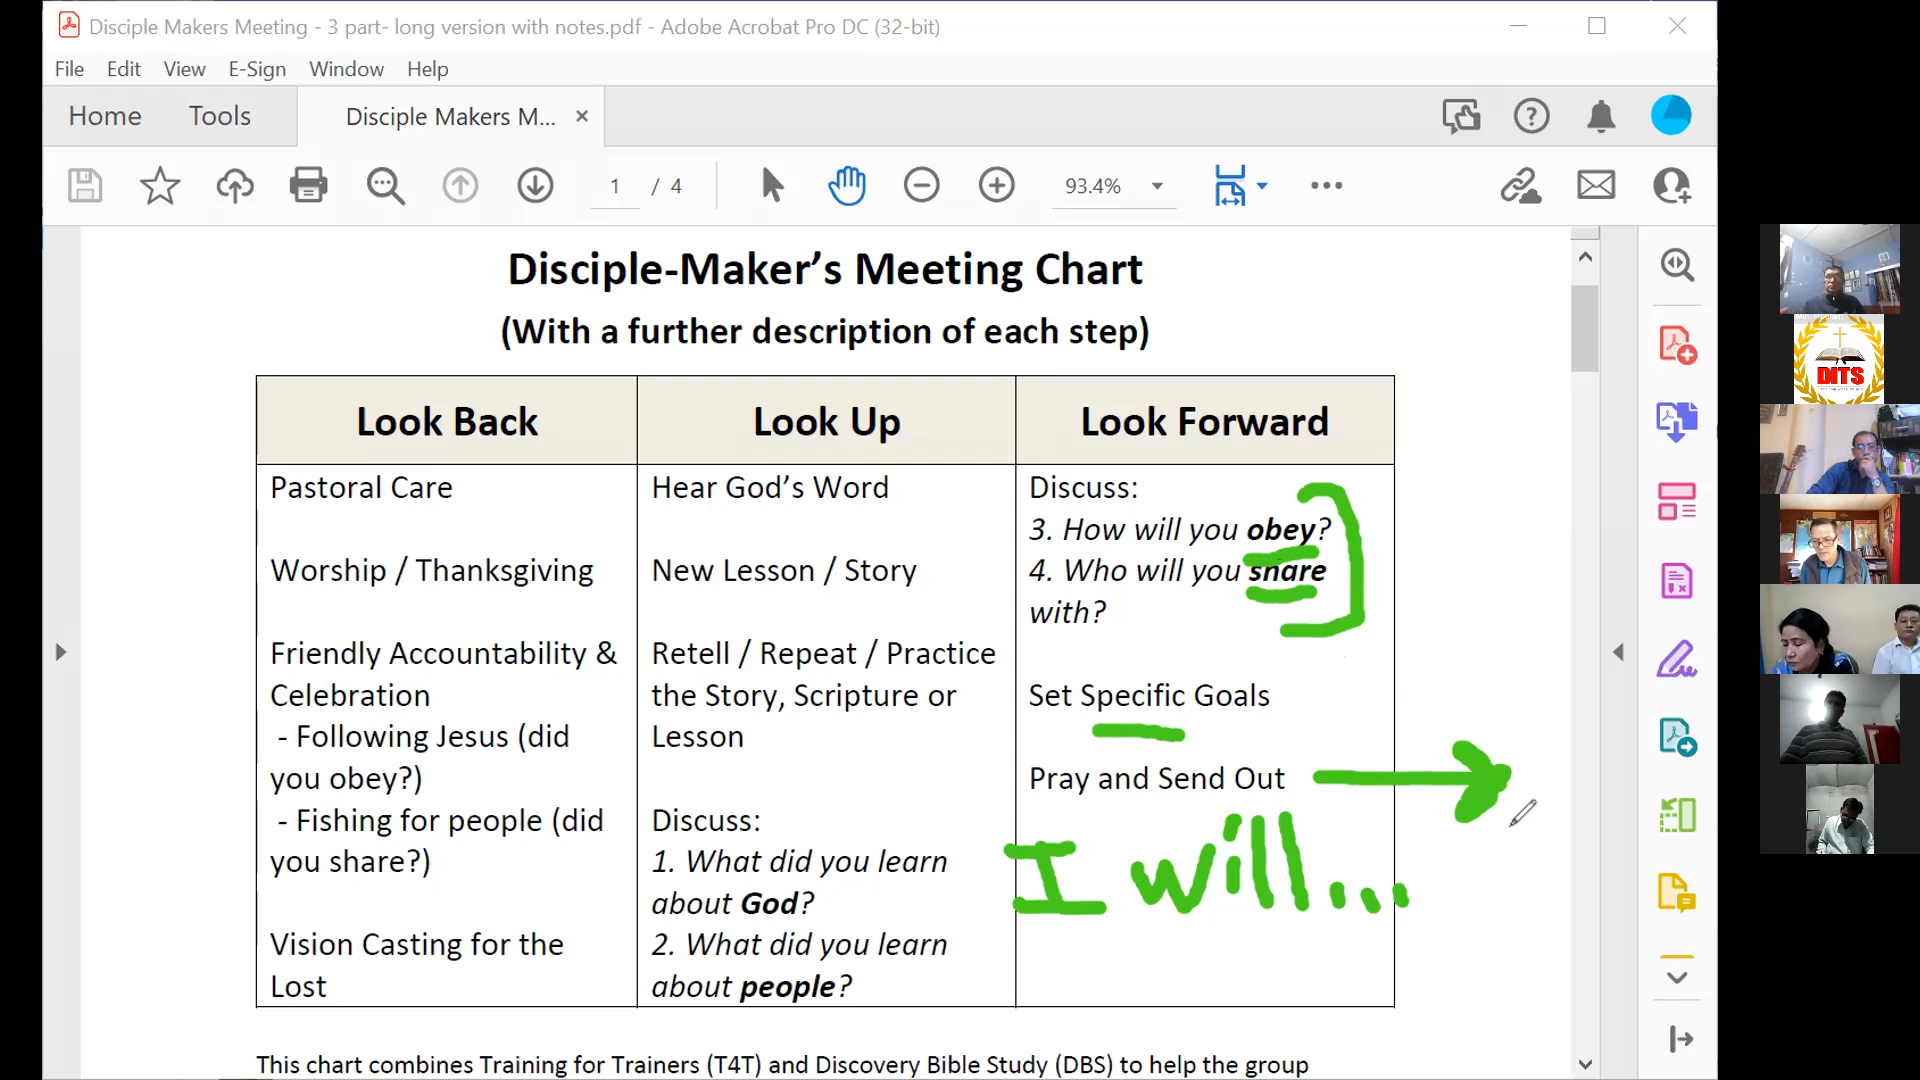 Disciple Makers Meeting - 3 part- long version with notes.pdf - Adobe Acrobat Pro DC (32-bit)
File Edit View E-Sign Window Help
Home Tools Disciple Makers M... ×
1 / 4 93.4%
Disciple-Maker’s Meeting Chart
(With a further description of each step)
Look Back
Pastoral Care
Worship / Thanksgiving
Friendly Accountability &
Celebration
- Following Jesus (did
you obey?)
- Fishing for people (did
you share?)
Vision Casting for the
Lost
Look Up
Hear God’s Word
New Lesson / Story
Retell / Repeat / Practice
the Story, Scripture or
Lesson
Discuss:
1. What did you learn
about God?
2. What did you learn
about people?
Look Forward
Discuss:
3. How will you obey?
4. Who will you share
with?
Set Specific Goals
Pray and Send Out
I will...
This chart combines Training for Trainers (T4T) and Discovery Bible Study (DBS) to help the group
DITS